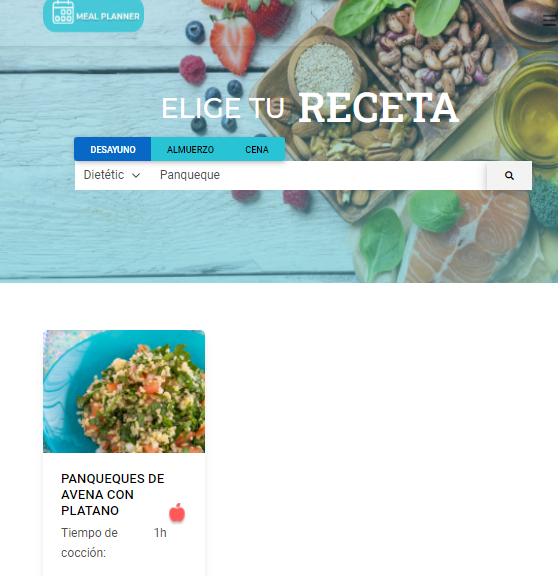 MEAL PLANNER
ELIGE TU RECETA
DESAYUNO ALMUERZO CENA
Dietétic Panqueque
PANQUEQUES DE
AVENA CON
PLATANO
Tiempo de 1h
cocción: